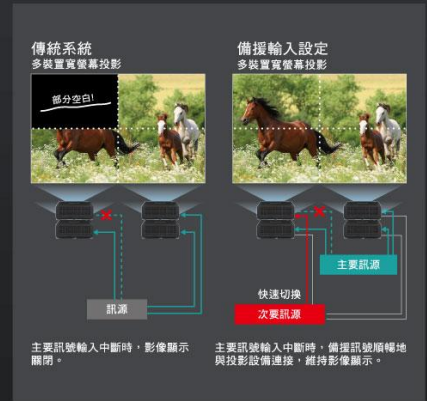 傳統系統
多裝置寬螢幕投影
部分空白!
訊源
主要訊號輸入中斷時，影像顯示
關閉。
備援輸入設定
多裝置寬螢幕投影
主要訊源
快速切換
次要訊源
主要訊號輸入中斷時，備援訊號順暢地
與投影設備連接，維持影像顯示。